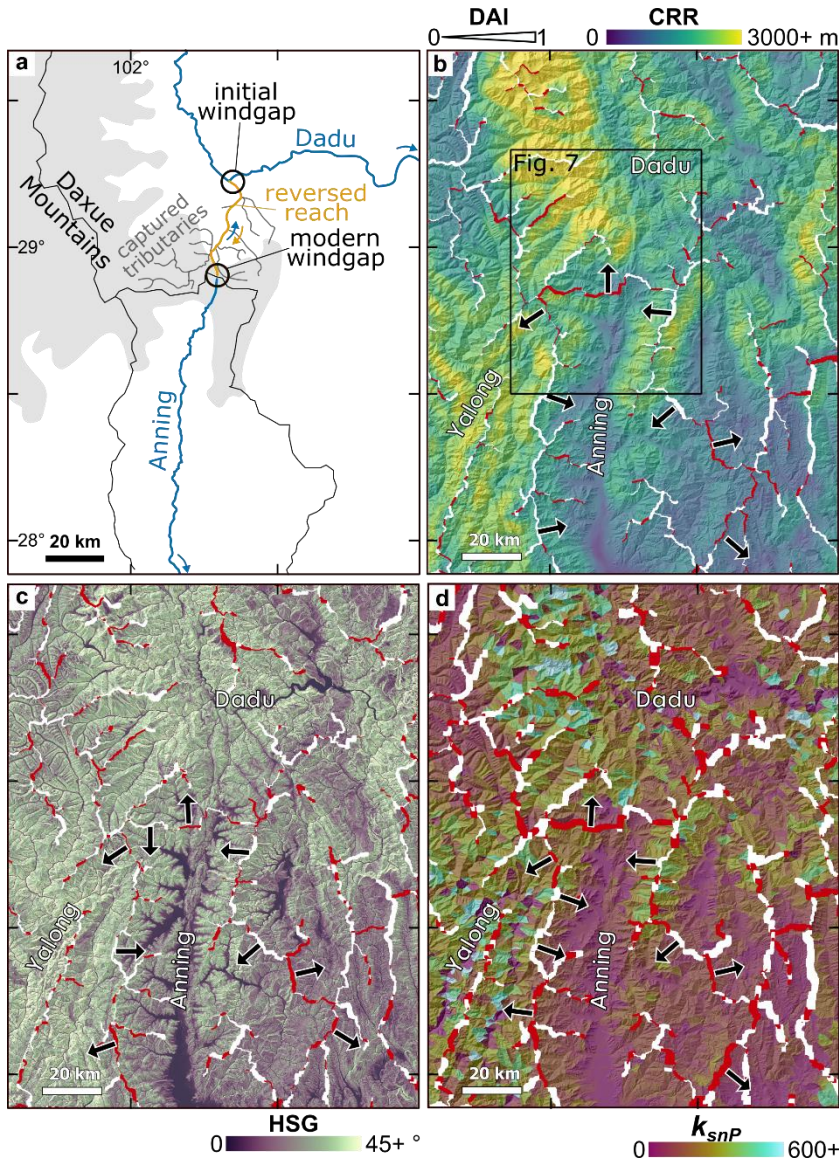 DAI
0 1
CRR
0 3000+ m
a
102°
initial
windgap
Dadu
Daxue
Mountains
captured
tributaries
reversed
reach
29°
modern
windgap
Anning
28°
20 km
b
Fig. 7
Dadu
Yalong
Anning
20 km
c
Dadu
Yalong
Anning
20 km
d
Dadu
Yalong
Anning
20 km
HSG
0 45+ °
ksnP
0 600+